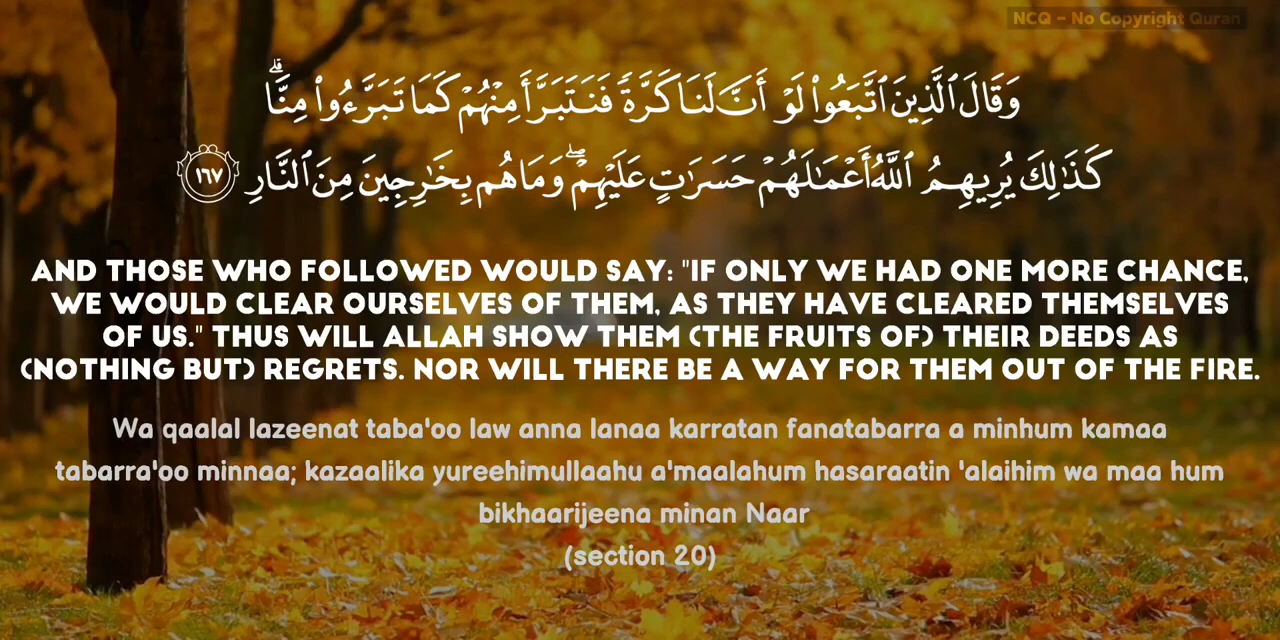 NCQ - No Copyright Quran
وَقَالَ ٱلَّذِينَ ٱتَّبَعُوا۟ لَوْ أَنَّ لَنَا كَرَّةً فَنَتَبَرَّأَ مِنْهُمْ كَمَا تَبَرَّءُوا۟ مِنَّا ۗ
كَذَٰلِكَ يُرِيهِمُ ٱللَّهُ أَعْمَـٰلَهُمْ حَسَرَٰتٍ عَلَيْهِمْ ۖ وَمَا هُم بِخَـٰرِجِينَ مِنَ ٱلنَّارِ ١٦٧
AND THOSE WHO FOLLOWED WOULD SAY: "IF ONLY WE HAD ONE MORE CHANCE,
WE WOULD CLEAR OURSELVES OF THEM, AS THEY HAVE CLEARED THEMSELVES
OF US." THUS WILL ALLAH SHOW THEM (THE FRUITS OF) THEIR DEEDS AS
(NOTHING BUT) REGRETS. NOR WILL THERE BE A WAY FOR THEM OUT OF THE FIRE.
Wa qaalal lazeenat taba'oo law anna lanaa karratan fanatabarra a minhum kamaa
tabarra'oo minnaa; kazaalika yureehimullaahu a'maalahum hasaraatin 'alaihim wa maa hum
bikhaarijeena minan Naar
(section 20)